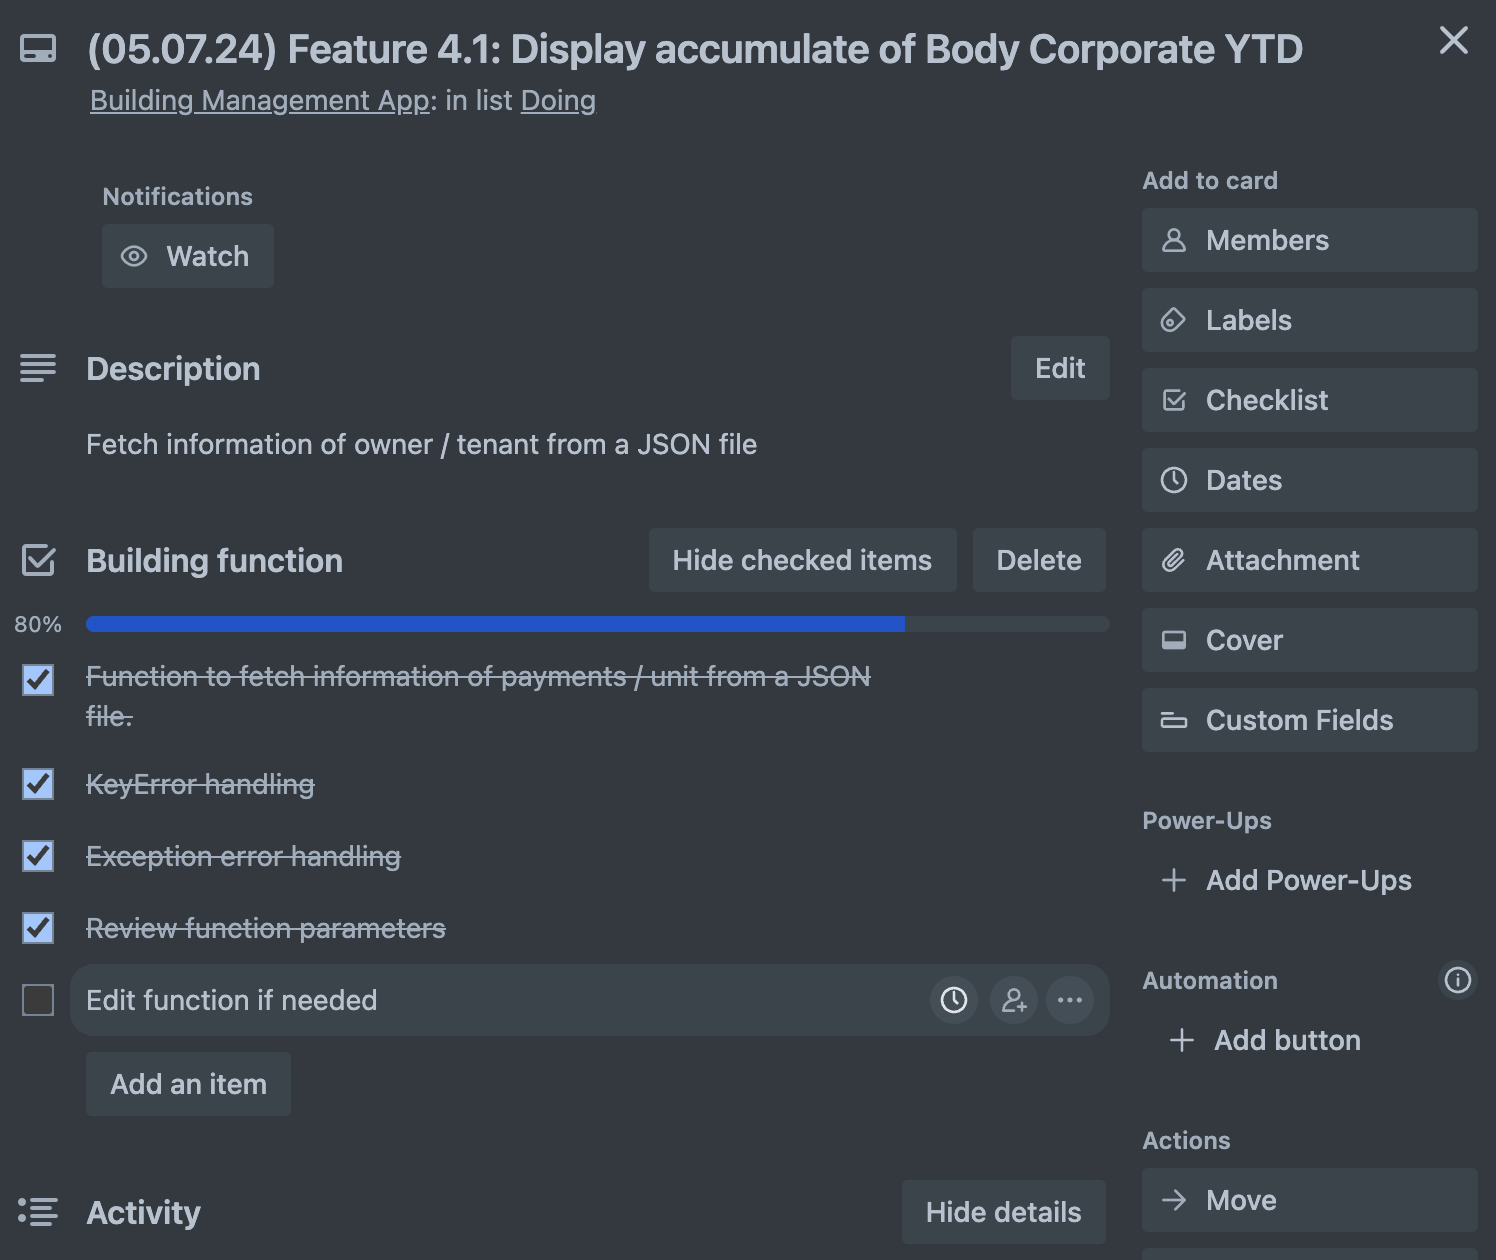 (05.07.24) Feature 4.1: Display accumulate of Body Corporate YTD
Building Management App: in list Doing
Notifications
Watch
Description
Edit
Fetch information of owner / tenant from a JSON file
Building function
Hide checked items
Delete
80%
Function to fetch information of payments / unit from a JSON
file.
KeyError handling
Exception error handling
Review function parameters
Edit function if needed
Add an item
Activity
Hide details
Add to card
Members
Labels
Checklist
Dates
Attachment
Cover
Custom Fields
Power-Ups
Add Power-Ups
Automation
Add button
Actions
Move